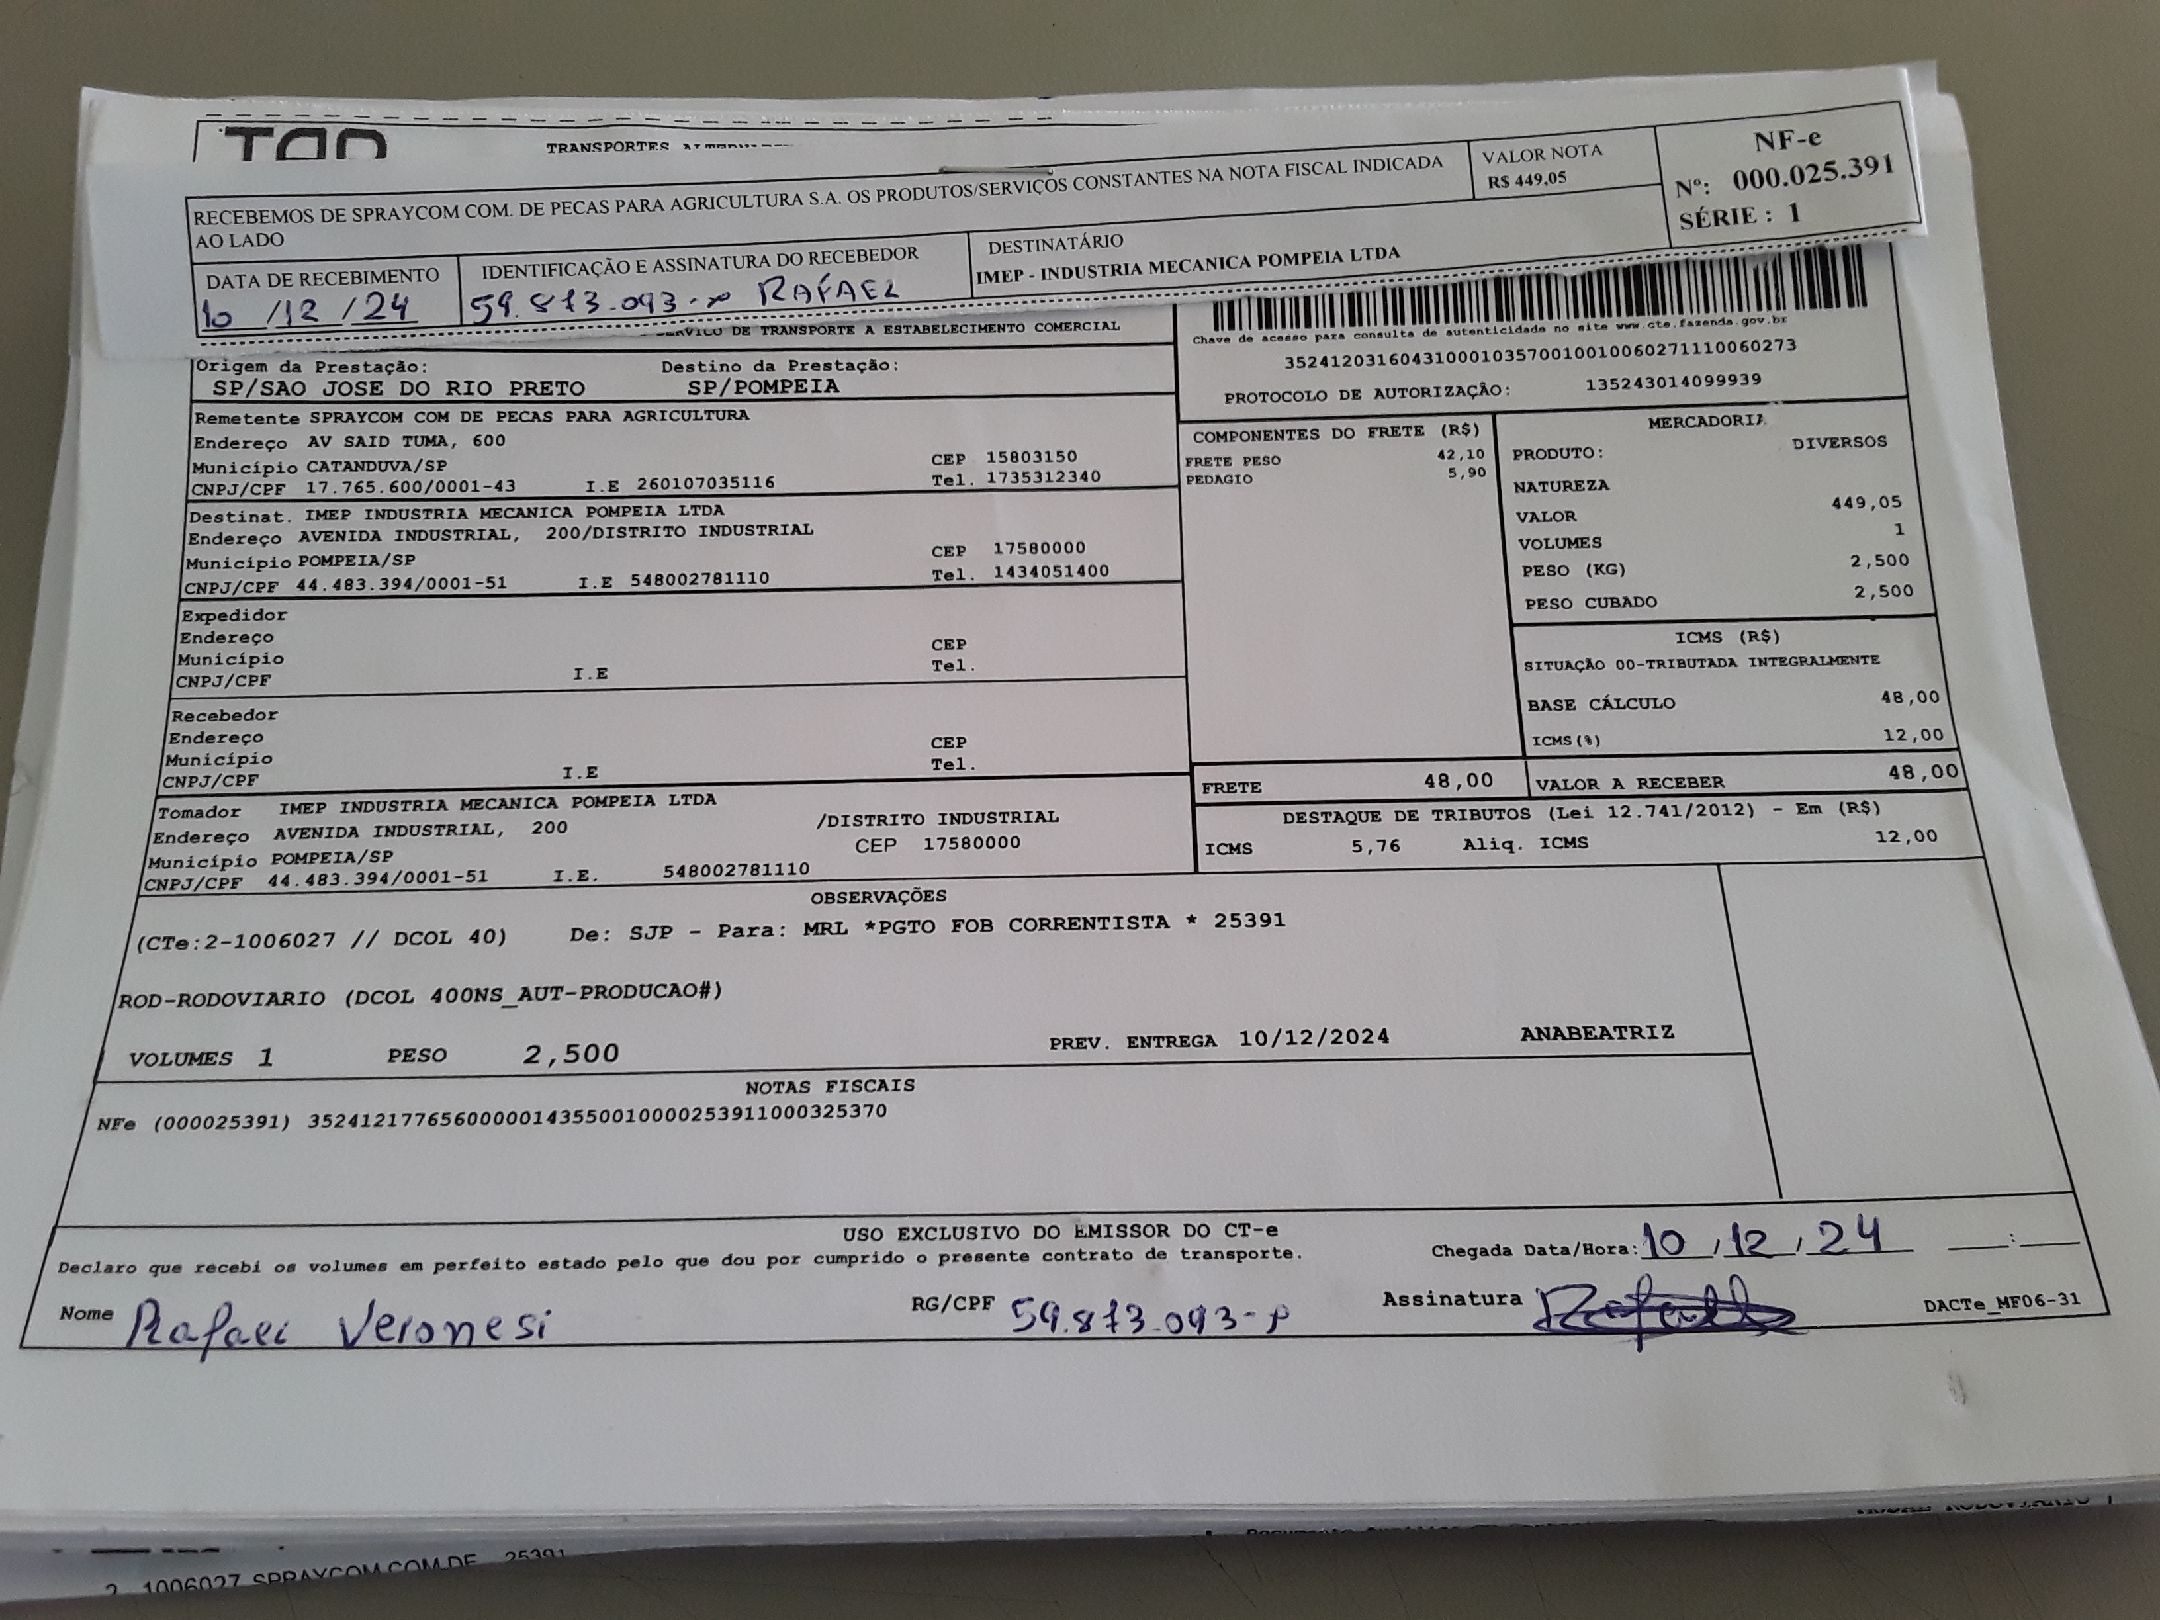 TRANSPORTES
RECEBEMOS DE SPRAYCOM COM. DE PECAS PARA AGRICULTURA S.A. OS PRODUTOS/SERVIÇOS CONSTANTES NA NOTA FISCAL INDICADA
AO LADO
VALOR NOTA
R$ 449,05
NF-e
Nº: 000.025.391
SÉRIE : 1
DATA DE RECEBIMENTO
10 /12 /24
IDENTIFICAÇÃO E ASSINATURA DO RECEBEDOR
59.873.093-P RAFAEL
DESTINATÁRIO
IMEP - INDUSTRIA MECANICA POMPEIA LTDA
SERVICO DE TRANSPORTE A ESTABELECIMENTO COMERCIAL
Chave de acesso para consulta de autenticidade no site www.cte.fazenda.gov.br
35241203160431000103570010010060271110060273
PROTOCOLO DE AUTORIZAÇÃO: 135243014099939
Origem da Prestação: Destino da Prestação:
SP/SAO JOSE DO RIO PRETO SP/POMPEIA
Remetente SPRAYCOM COM DE PECAS PARA AGRICULTURA
Endereço AV SAID TUMA, 600
Município CATANDUVA/SP CEP 15803150
CNPJ/CPF 17.765.600/0001-43 I.E 260107035116 Tel. 1735312340
Destinat. IMEP INDUSTRIA MECANICA POMPEIA LTDA
Endereço AVENIDA INDUSTRIAL, 200/DISTRITO INDUSTRIAL
Município POMPEIA/SP CEP 17580000
CNPJ/CPF 44.483.394/0001-51 I.E 548002781110 Tel. 1434051400
Expedidor
Endereço
Município CEP
CNPJ/CPF I.E Tel.
Recebedor
Endereço
Município CEP
CNPJ/CPF I.E Tel.
Tomador IMEP INDUSTRIA MECANICA POMPEIA LTDA
Endereço AVENIDA INDUSTRIAL, 200 /DISTRITO INDUSTRIAL
Município POMPEIA/SP CEP 17580000
CNPJ/CPF 44.483.394/0001-51 I.E. 548002781110
COMPONENTES DO FRETE (R$)
FRETE PESO 42,10
PEDAGIO 5,90
MERCADORIA
PRODUTO: DIVERSOS
NATUREZA
VALOR 449,05
VOLUMES 1
PESO (KG) 2,500
PESO CUBADO 2,500
ICMS (R$)
SITUAÇÃO 00-TRIBUTADA INTEGRALMENTE
BASE CÁLCULO 48,00
ICMS(%) 12,00
FRETE 48,00 VALOR A RECEBER 48,00
DESTAQUE DE TRIBUTOS (Lei 12.741/2012) - Em (R$)
ICMS 5,76 Aliq. ICMS 12,00
OBSERVAÇÕES
(CTe:2-1006027 // DCOL 40) De: SJP - Para: MRL *PGTO FOB CORRENTISTA * 25391
ROD-RODOVIARIO (DCOL 400NS_AUT-PRODUCAO#)
VOLUMES 1 PESO 2,500 PREV. ENTREGA 10/12/2024 ANABEATRIZ
NOTAS FISCAIS
NFe (000025391) 35241217765600000143550010000253911000325370
USO EXCLUSIVO DO EMISSOR DO CT-e
Declaro que recebi os volumes em perfeito estado pelo que dou por cumprido o presente contrato de transporte.
Chegada Data/Hora: 10 / 12 / 24 :
Nome Rafael Veronesi RG/CPF 59.873.093-P Assinatura Rafael
DACTe_MF06-31
2 1006027 SPRAYCOM COM DE 25391